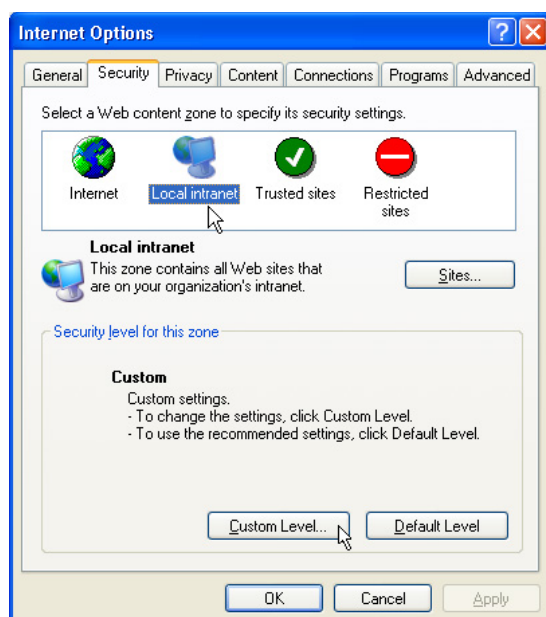 Internet Options
General Security Privacy Content Connections Programs Advanced
Select a Web content zone to specify its security settings.
Internet Local intranet Trusted sites Restricted
sites
Local intranet
This zone contains all Web sites that
are on your organization's intranet.
Sites...
Security level for this zone
Custom
Custom settings.
- To change the settings, click Custom Level.
- To use the recommended settings, click Default Level.
Custom Level... Default Level
OK Cancel Apply